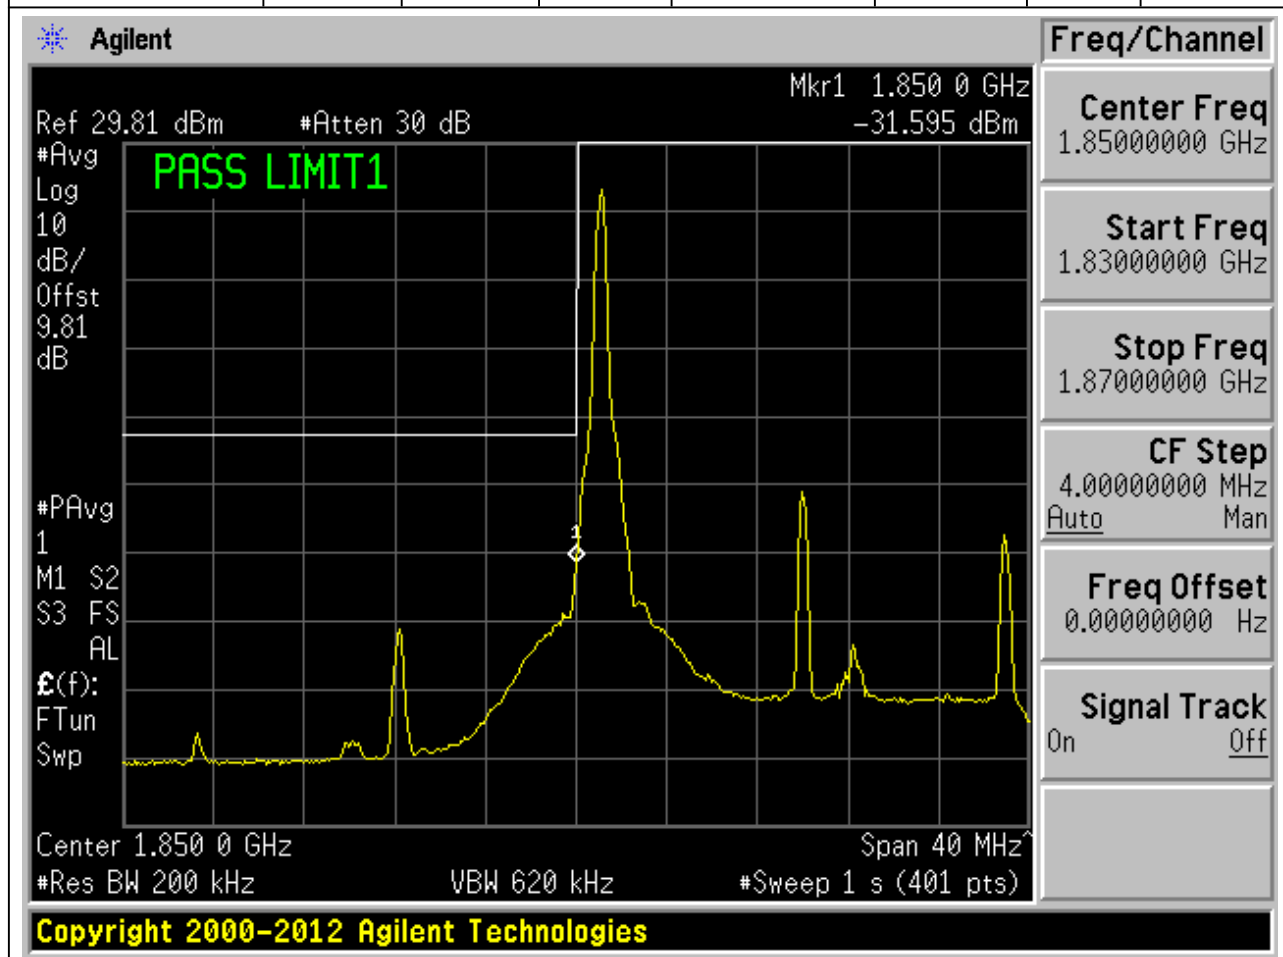 Agilent
Freq/Channel
Mkr1 1.850 0 GHz
Ref 29.81 dBm #Atten 30 dB -31.595 dBm
#Avg
Log
10
dB/
Offst
9.81
dB
PASS LIMIT1
#PAvg
1
M1 S2
S3 FS
AL
£(f):
FTun
Swp
1
Center 1.850 0 GHz Span 40 MHz^
#Res BW 200 kHz VBW 620 kHz #Sweep 1 s (401 pts)
Center Freq
1.85000000 GHz
Start Freq
1.83000000 GHz
Stop Freq
1.87000000 GHz
CF Step
4.00000000 MHz
Auto Man
Freq Offset
0.00000000 Hz
Signal Track
On Off
Copyright 2000-2012 Agilent Technologies